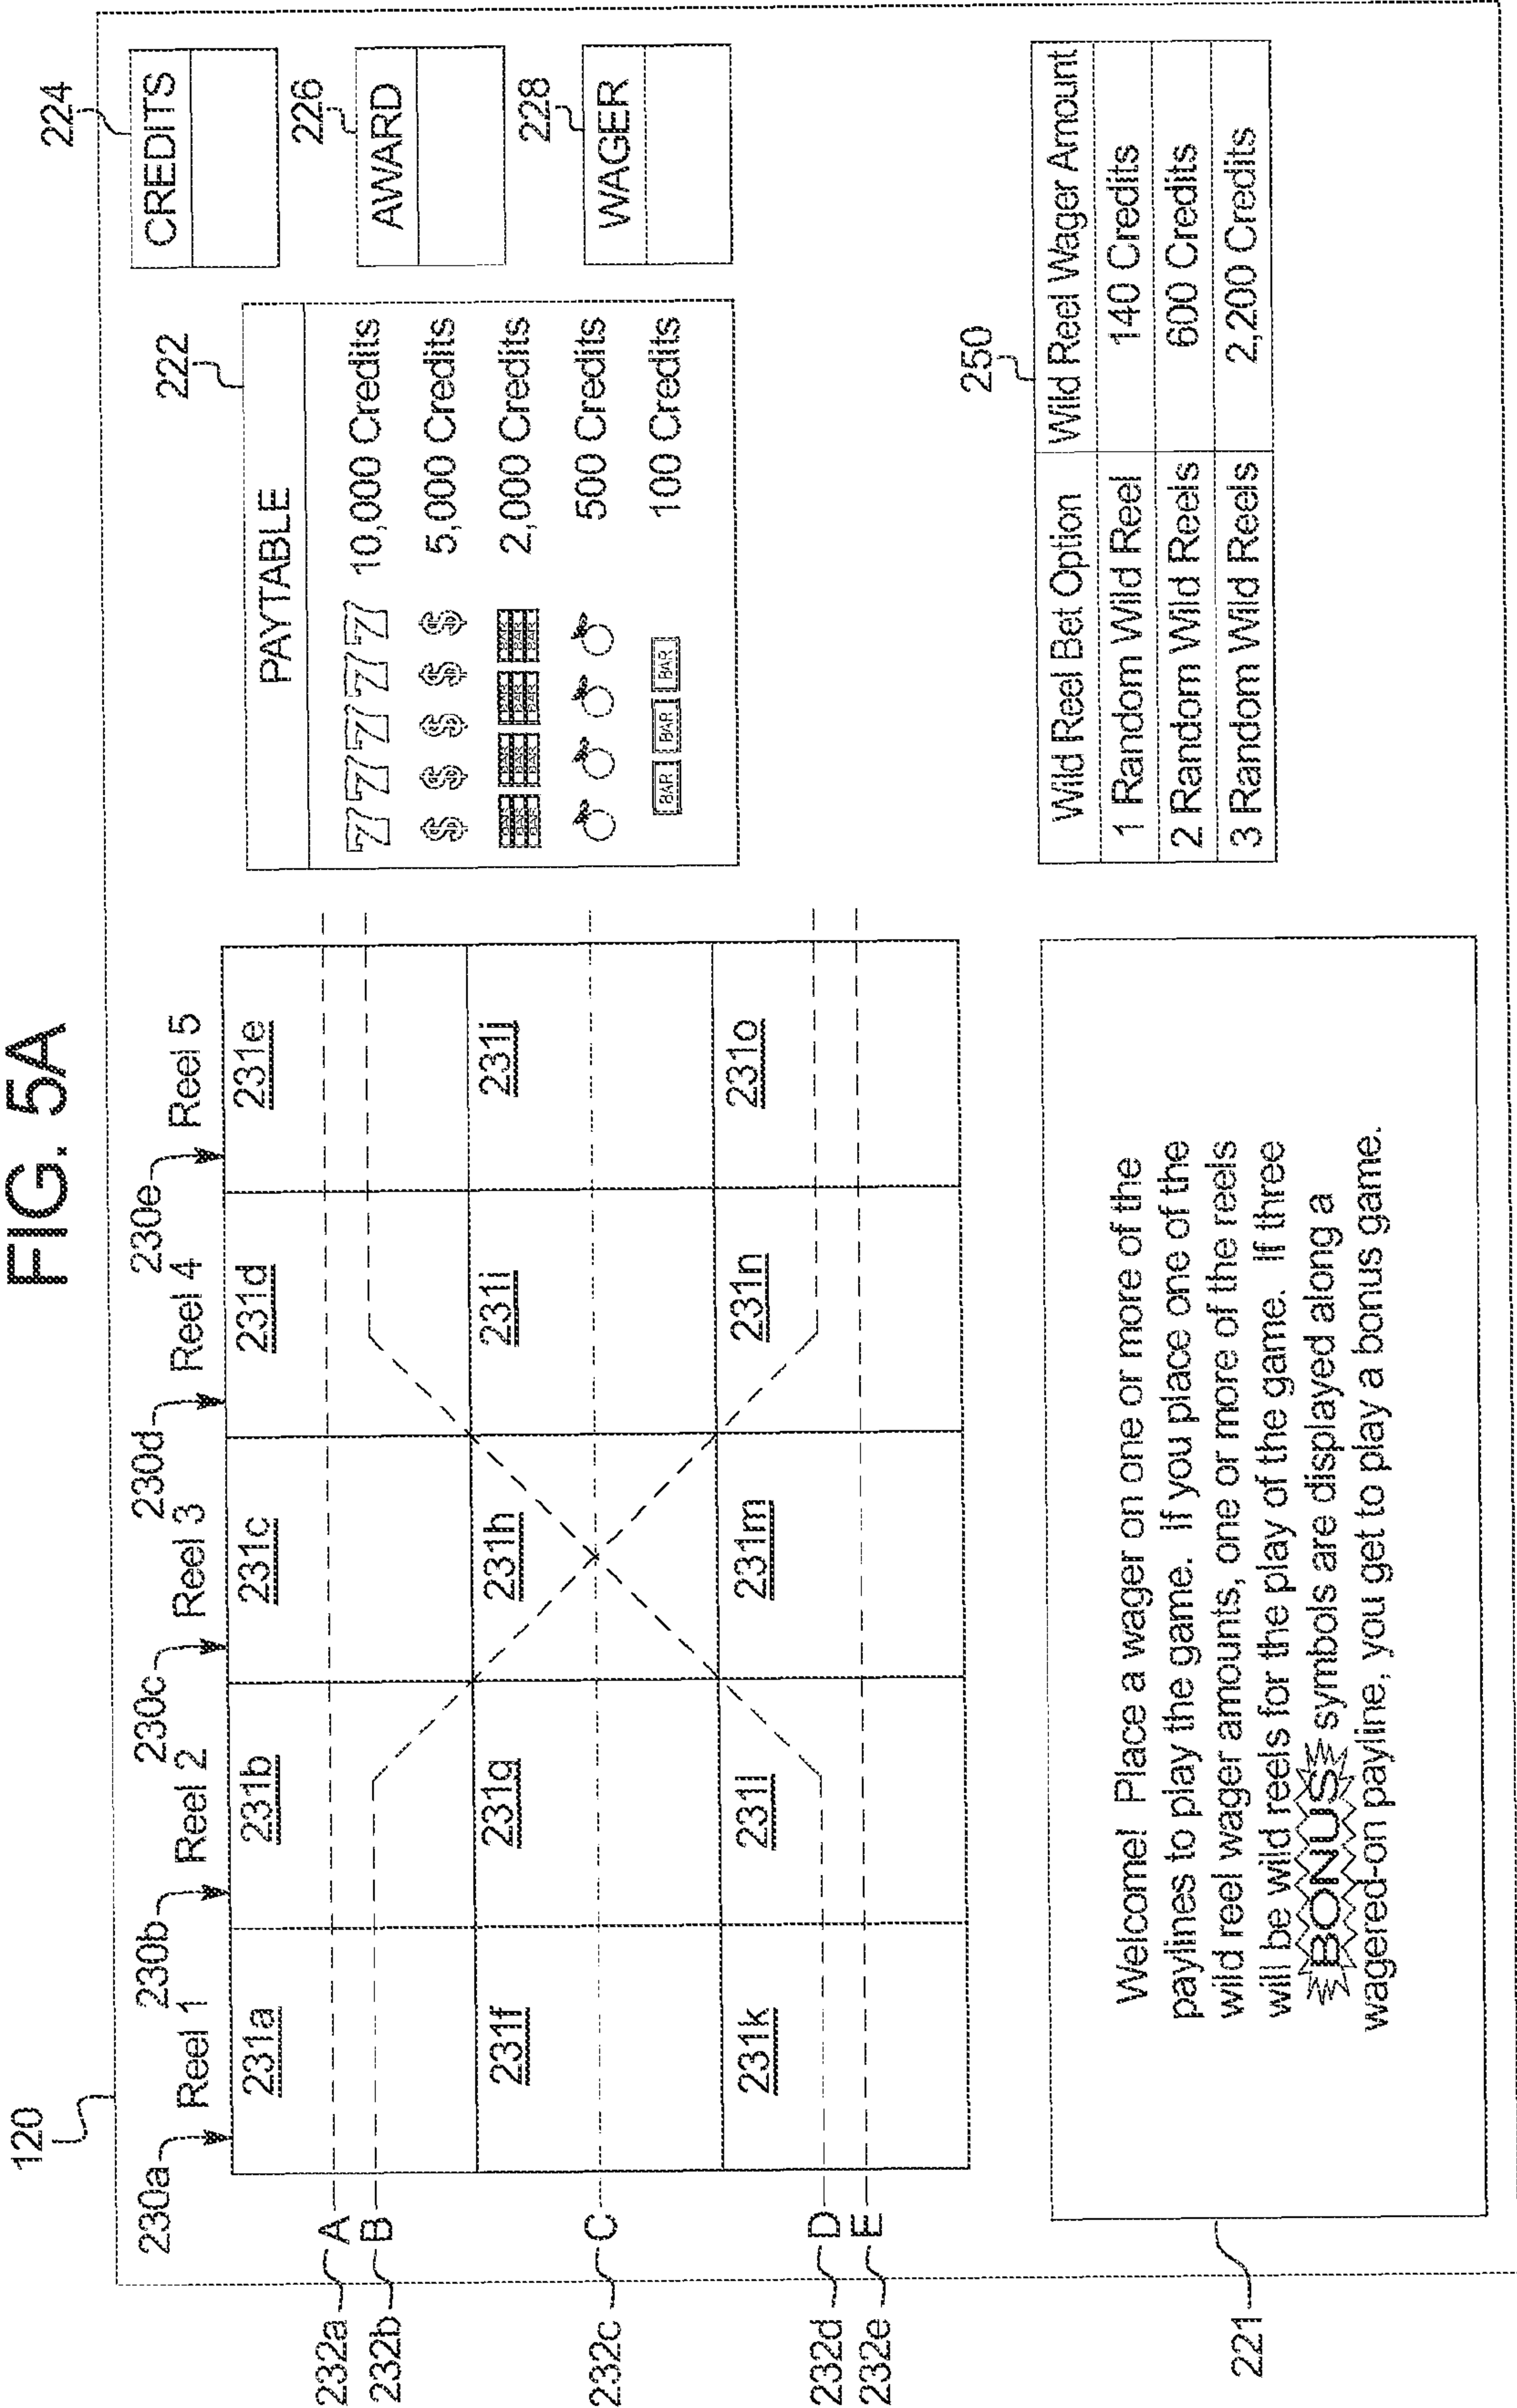 FIG. 5A
120
230a
230b
230c
230d
230e
Reel 1
Reel 2
Reel 3
Reel 4
Reel 5
231a
231b
231c
231d
231e
231f
231g
231h
231i
231j
231k
231l
231m
231n
231o
232a
A
232b
B
232c
C
232d
D
232e
E
222
PAYTABLE
77777 10,000 Credits
$ $ $ $ $ 5,000 Credits
2,000 Credits
500 Credits
BAR BAR BAR 100 Credits
224
CREDITS
226
AWARD
228
WAGER
221
Welcome! Place a wager on one or more of the
paylines to play the game. If you place one of the
wild reel wager amounts, one or more of the reels
will be wild reels for the play of the game. If three
BONUS symbols are displayed along a
wagered-on payline, you get to play a bonus game.
250
Wild Reel Bet Option Wild Reel Wager Amount
1 Random Wild Reel 140 Credits
2 Random Wild Reels 600 Credits
3 Random Wild Reels 2,200 Credits